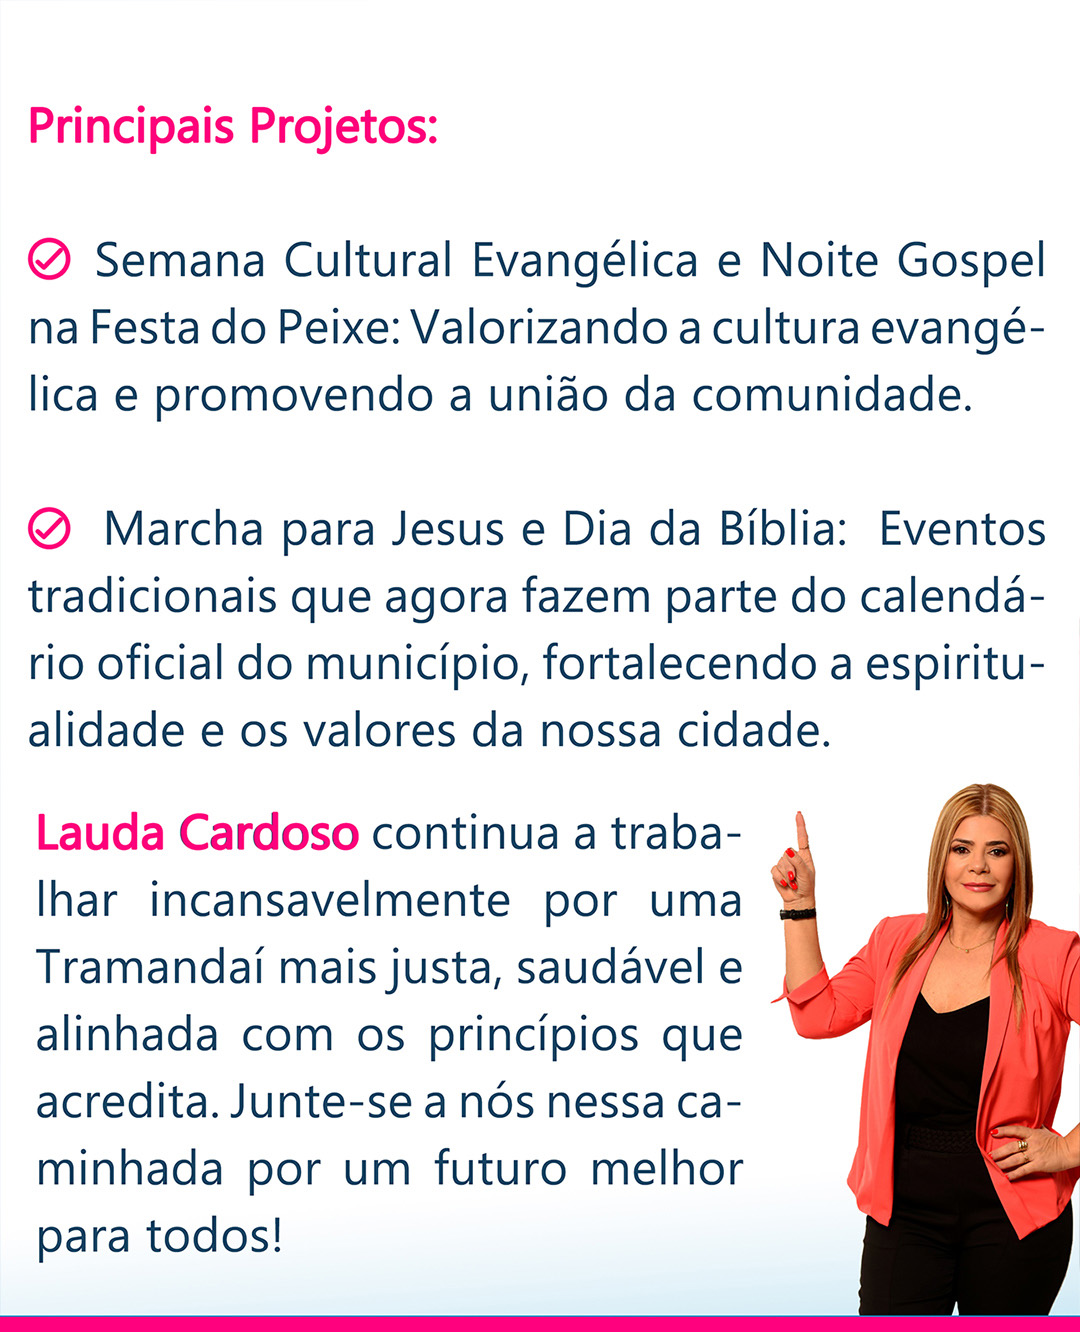 Principais Projetos:
Semana Cultural Evangélica e Noite Gospel
na Festa do Peixe: Valorizando a cultura evangé-
lica e promovendo a união da comunidade.
Marcha para Jesus e Dia da Bíblia: Eventos
tradicionais que agora fazem parte do calendá-
rio oficial do município, fortalecendo a espiritu-
alidade e os valores da nossa cidade.
Lauda Cardoso continua a traba-
lhar incansavelmente por uma
Tramandaí mais justa, saudável e
alinhada com os princípios que
acredita. Junte-se a nós nessa ca-
minhada por um futuro melhor
para todos!